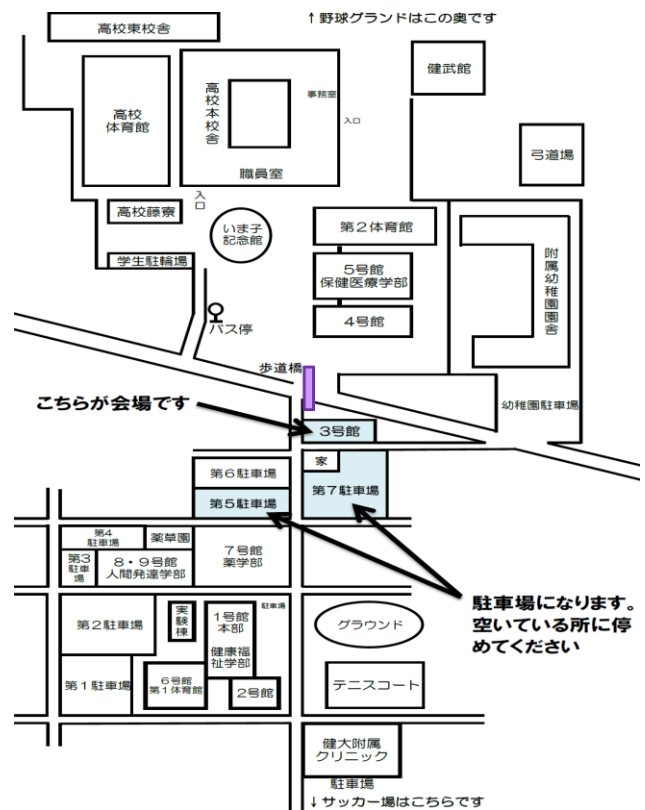 高校東校舎
↑野球グランドはこの奥です
健武館
高校
体育館
高校本校舎
事務室
入口
職員室
弓道場
高校藤寮
入口
いま子
記念館
第2体育館
学生駐輪場
5号館
保健医療学部
附属幼稚園園舎
4号館
バス停
歩道橋
こちらが会場です
幼稚園駐車場
3号館
第6駐車場
家
第5駐車場
第7駐車場
第4
駐車場
薬草園
第3
駐車
場
8・9号館
人間発達学部
7号館
薬学部
駐車場になります。
空いている所に停
めてください
第2駐車場
実験棟
1号館
本部
健康福
祉学部
駐車場
グラウンド
第1駐車場
6号館
第1体育館
2号館
テニスコート
健大附属
クリニック
駐車場
↓サッカー場はこちらです